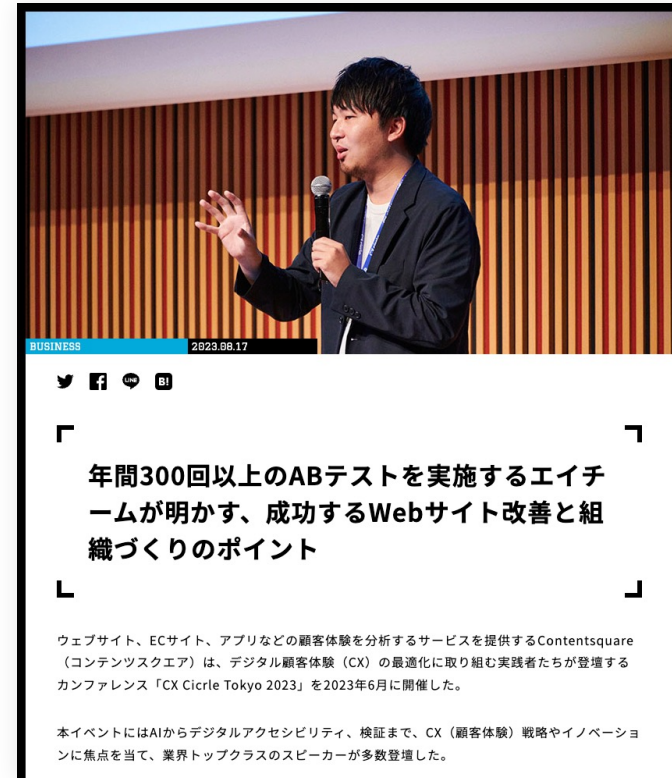 BUSINESS
2023.08.17
LINE
B!
年間300回以上のABテストを実施するエイチ
ームが明かす、成功するWebサイト改善と組
織づくりのポイント
ウェブサイト、ECサイト、アプリなどの顧客体験を分析するサービスを提供するContentsquare
（コンテンツスクエア）は、デジタル顧客体験（CX）の最適化に取り組む実践者たちが登壇する
カンファレンス「CX Cicrle Tokyo 2023」を2023年6月に開催した。
本イベントにはAIからデジタルアクセシビリティ、検証まで、CX（顧客体験）戦略やイノベーショ
ンに焦点を当て、業界トップクラスのスピーカーが多数登壇した。